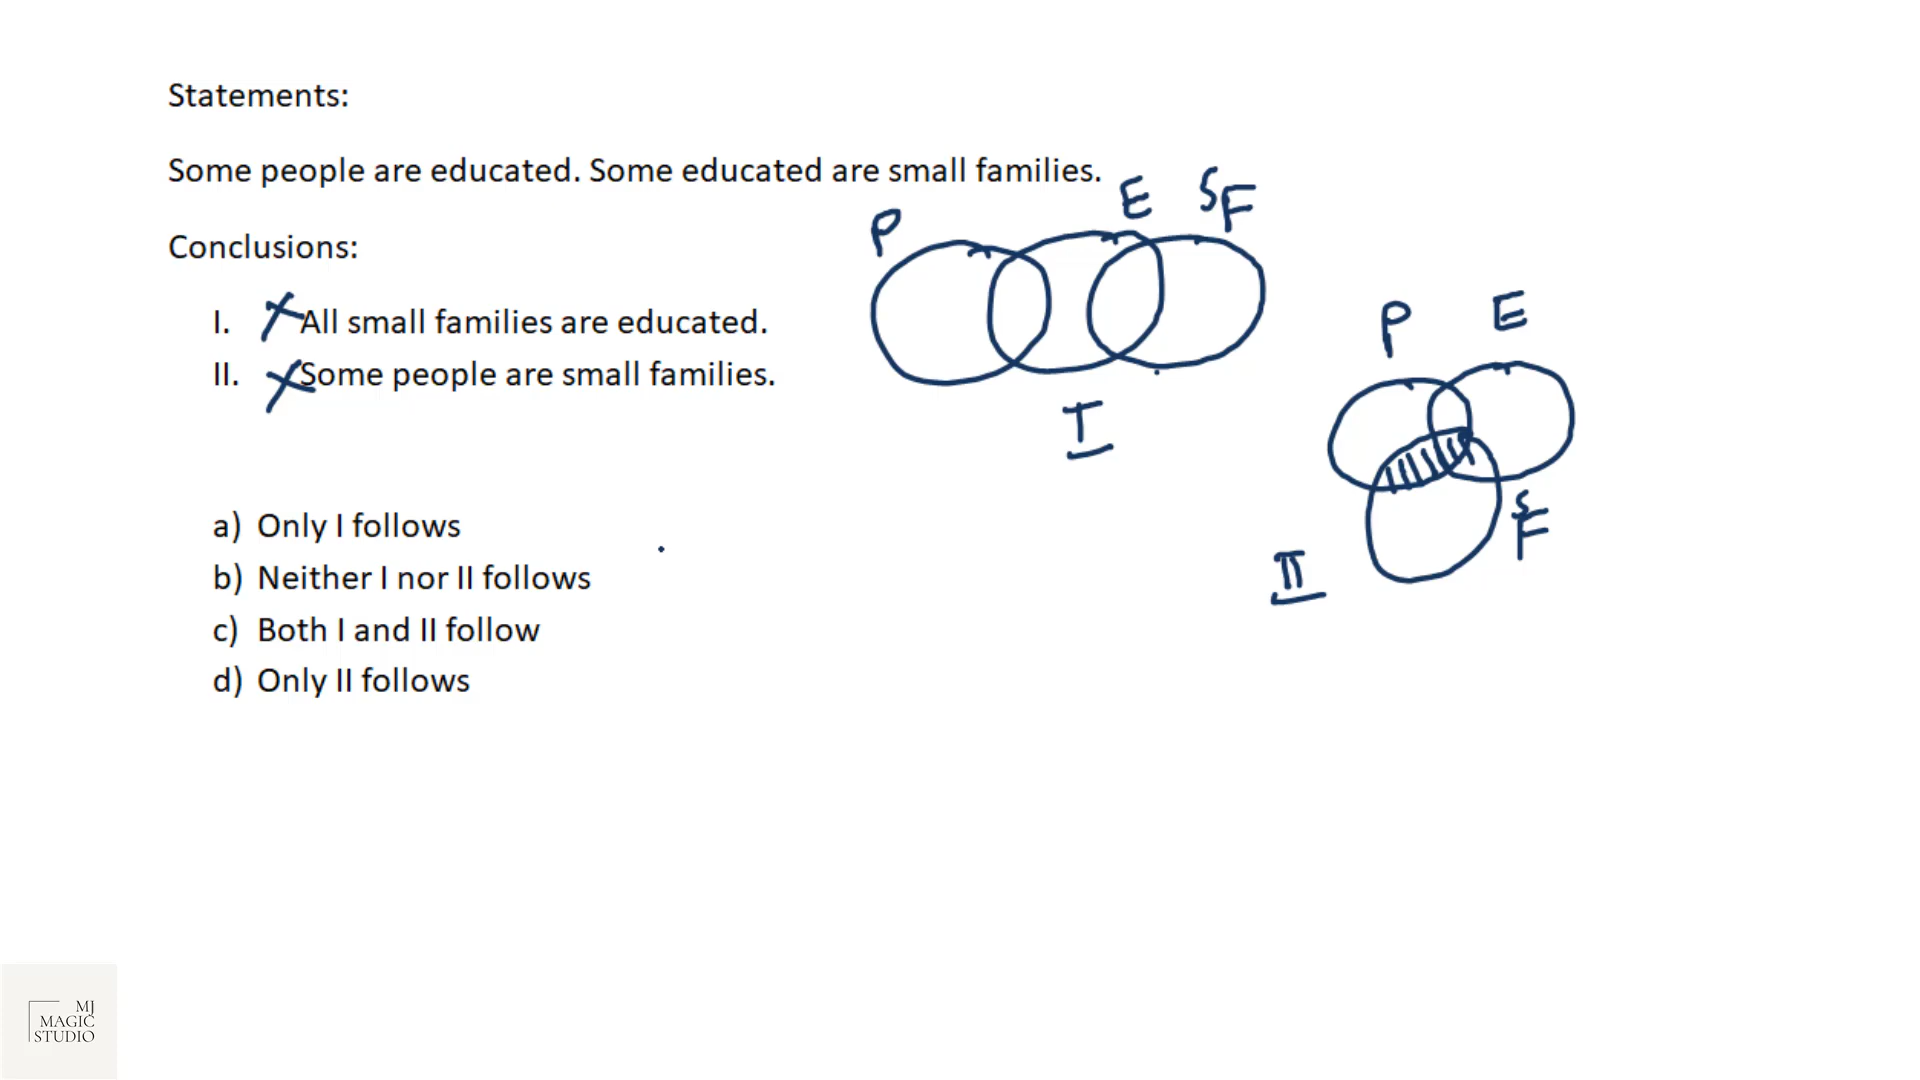 Statements:
Some people are educated. Some educated are small families.
E SF
P
Conclusions:
I. All small families are educated.
P E
II. Some people are small families.
I
a) Only I follows
SF
b) Neither I nor II follows
II
c) Both I and II follow
d) Only II follows
MJ
MAGIC
STUDIO